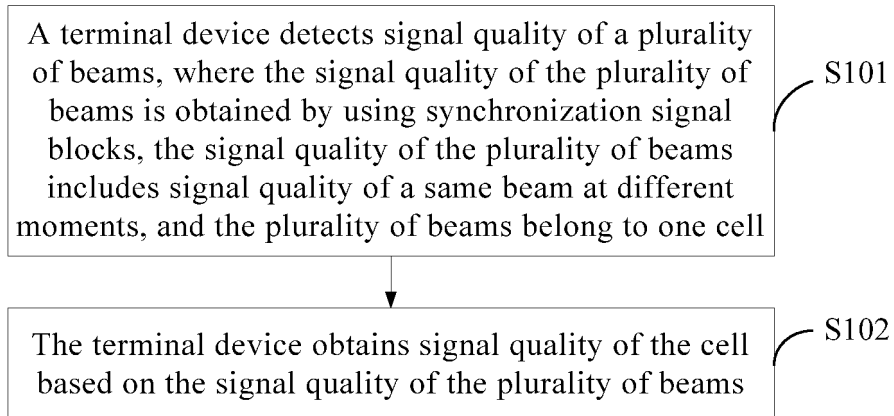 A terminal device detects signal quality of a plurality
of beams, where the signal quality of the plurality of
beams is obtained by using synchronization signal
blocks, the signal quality of the plurality of beams
includes signal quality of a same beam at different
moments, and the plurality of beams belong to one cell
S101
The terminal device obtains signal quality of the cell
based on the signal quality of the plurality of beams
S102